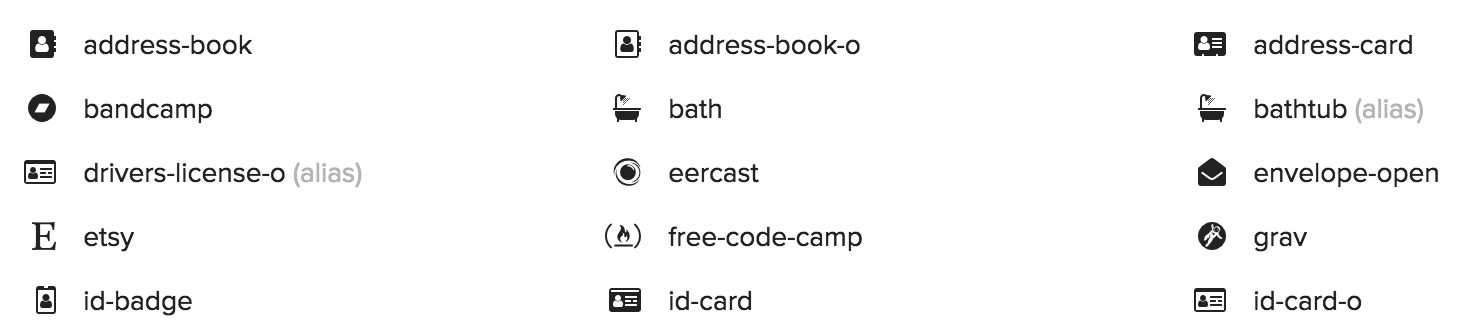 address-book address-book-o address-card
bandcamp bath bathtub (alias)
drivers-license-o (alias) eercast envelope-open
etsy free-code-camp grav
id-badge id-card id-card-o